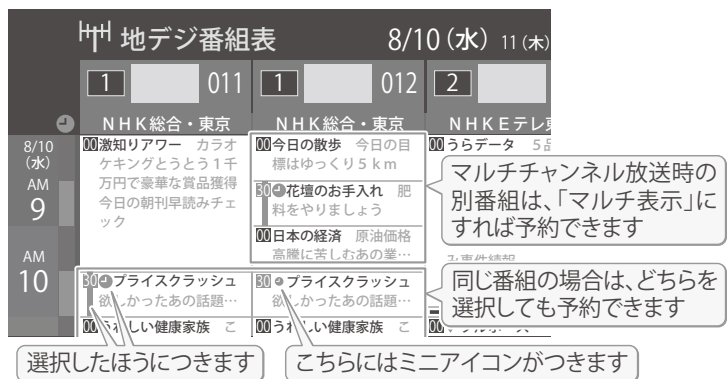 地デジ番組表 8/10(水) 11(木)
1 011 1 012 2
NHK総合・東京 NHK総合・東京 NHKEテレ
8/10
(水)
AM
9
AM
10
00激知りアワー カラオ
ケキングとうとう1千
万円で豪華な賞品獲得
今日の朝刊早読みチェ
ック
30プライスクラッシュ
欲しかったあの話題…
00うれしい健康家族 こ
00今日の散歩 今日の目
標はゆっくり5km
30花壇のお手入れ 肥
料をやりましょう
00日本の経済 原油価格
高騰に苦しむあの業…
30プライスクラッシュ
欲しかったあの話題…
00うれしい健康家族 こ
00うらデータ 5
マルチチャンネル放送時の
別番組は、「マルチ表示」に
すれば予約できます
み事件情報
同じ番組の場合は、どちらを
選択しても予約できます
00
選択したほうにつきます
こちらにはミニアイコンがつきます